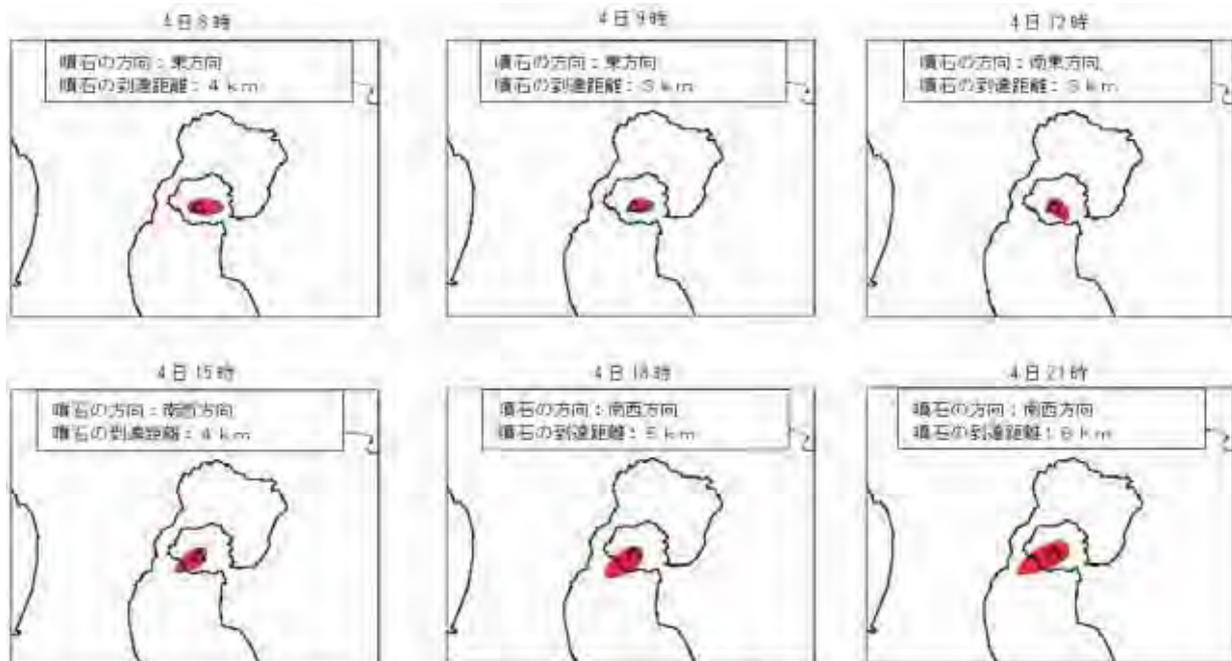 4日6時
噴石の方向：東方向
噴石の到達距離：4km
4日9時
噴石の方向：東方向
噴石の到達距離：3km
4日12時
噴石の方向：南東方向
噴石の到達距離：3km
4日15時
噴石の方向：南西方向
噴石の到達距離：4km
4日18時
噴石の方向：南西方向
噴石の到達距離：5km
4日21時
噴石の方向：南西方向
噴石の到達距離：